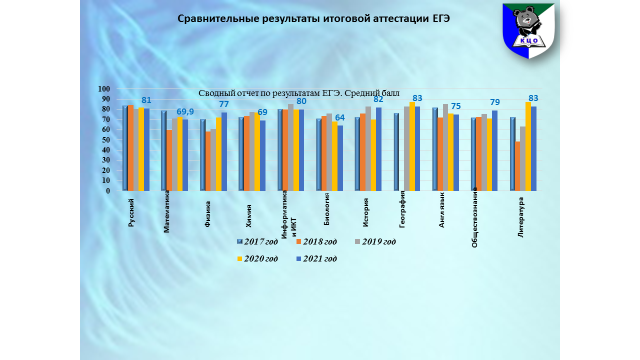 Сравнительные результаты итоговой аттестации ЕГЭ
КЦО
Сводный отчет по результатам ЕГЭ. Средний балл
100
90
80
70
60
50
40
30
20
10
0
81
69,9
77
69
80
64
82
83
75
79
83
Русский
Математика
Физика
Химия
Информатика
и ИКТ
Биология
История
География
Англ язык
Обществознание
Литература
2017 год
2018 год
2019 год
2020 год
2021 год